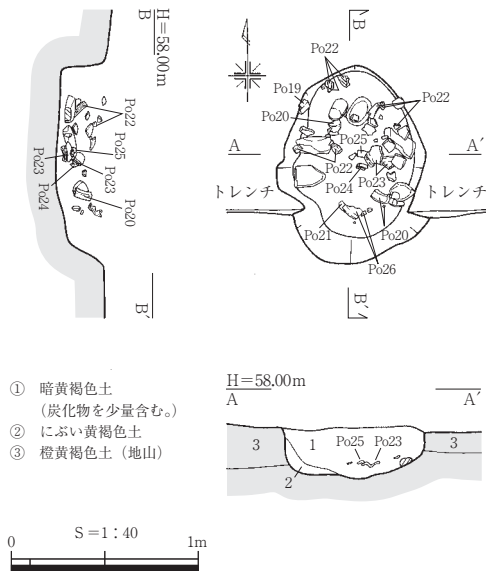 B
H＝58.00m
Po22
Po25
Po23
Po23
Po24
Po20
B′
B
Po22
Po19
Po22
Po20
Po25
A
A′
Po22
Po23
トレンチ
Po24
トレンチ
Po21
Po20
Po26
B′
① 暗黄褐色土
（炭化物を少量含む。）
② にぶい黄褐色土
③ 橙黄褐色土（地山）
H＝58.00m
A
A′
3
1
Po25
Po23
3
2
S＝1：40
0
1m